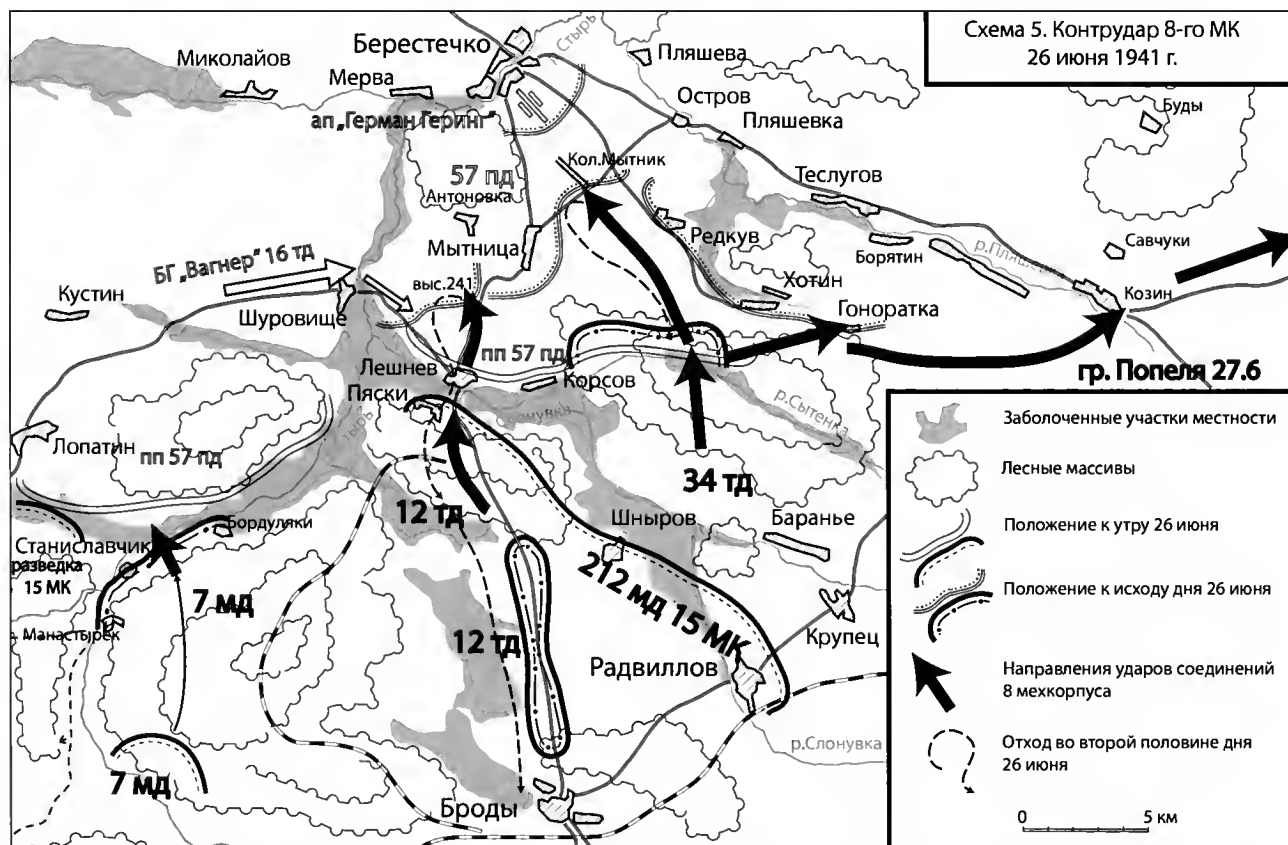 Схема 5. Контрудар 8-го МК
26 июня 1941 г.
Берестечко
Стырь
Пляшева
Миколайов
Мерва
Остров
Буды
Пляшевка
ап „Герман Геринг"
Кол.Мытник
57 пд
Антоновка
Теслугов
Мытница
Редкув
Борятин
р.Пляшевка
Савчуки
БГ „Вагнер" 16 тд
выс.241
Хотин
Кустин
Козин
Шуровище
Гоноратка
пп 57 пд
гр. Попеля 27.6
Лешнев
Корсов
Пяски
Слонувка
р.Сытенка
Лопатин
Стырь
пп 57 пд
34 тд
12 тд
Шныров
Баранье
Бордуляки
Станиславчик
разведка
15 МК
7 мд
212 мд 15 МК
Манастырек
12 тд
Крупец
Радвиллов
р.Слонувка
7 мд
Броды
Заболоченные участки местности
Лесные массивы
Положение к утру 26 июня
Положение к исходу дня 26 июня
Направления ударов соединений
8 мехкорпуса
Отход во второй половине дня
26 июня
0 5 км